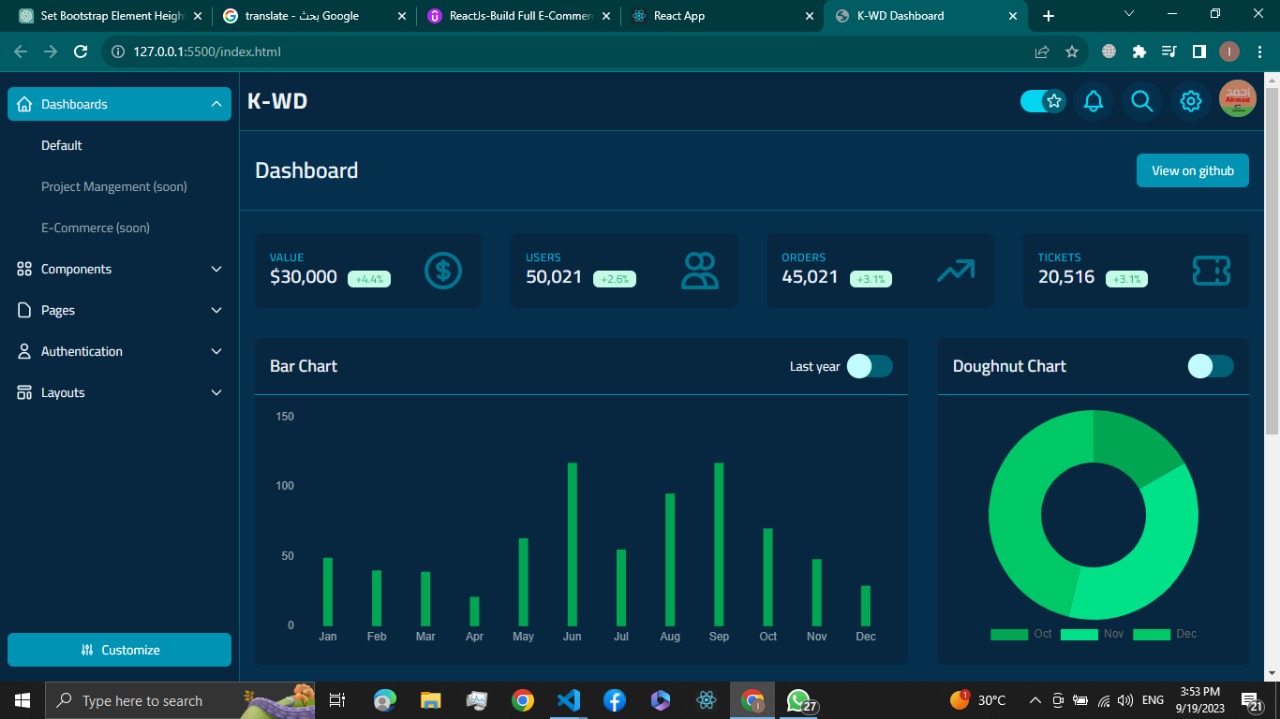 Set Bootstrap Element Heigh
translate - بحث Google
ReactJs-Build Full E-Commer
React App
K-WD Dashboard
127.0.0.1:5500/index.html
I
Dashboards
Default
Project Mangement (soon)
E-Commerce (soon)
Components
Pages
Authentication
Layouts
Customize
K-WD
أحمد
Ahmed
Dashboard
View on github
VALUE
$30,000 +4.4%
USERS
50,021 +2.6%
ORDERS
45,021 +3.1%
TICKETS
20,516 +3.1%
Bar Chart
Last year
150
100
50
0
Jan Feb Mar Apr May Jun Jul Aug Sep Oct Nov Dec
Doughnut Chart
Oct Nov Dec
Type here to search
27
1
30°C
ENG
3:53 PM
9/19/2023
21